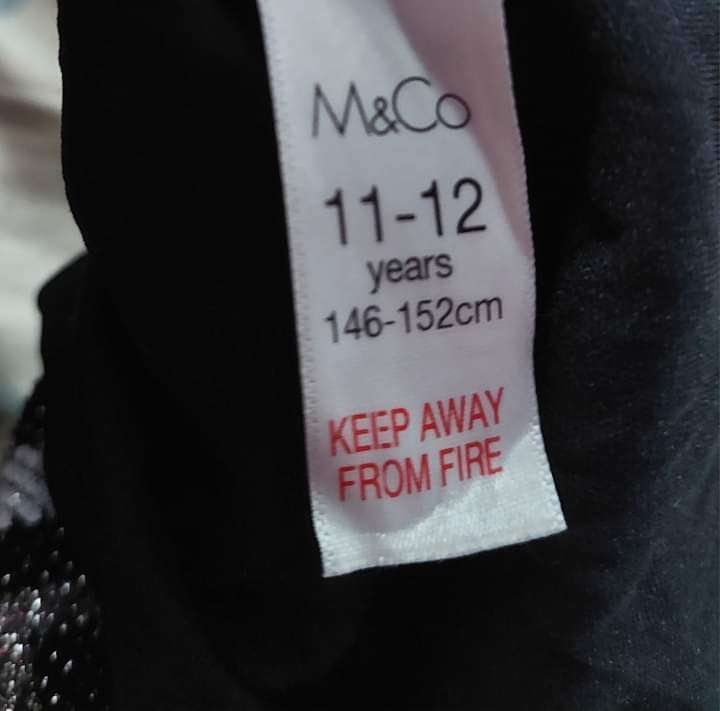 M&Co
11-12
years
146-152cm
KEEP AWAY
FROM FIRE